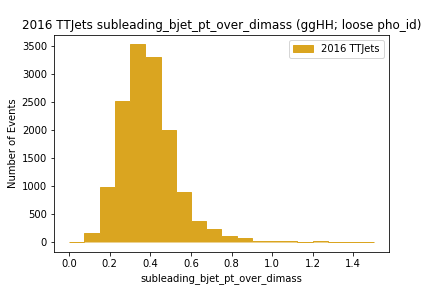 2016 TTJets subleading_bjet_pt_over_dimass (ggHH; loose pho_id)
2016 TTJets
Number of Events
3500
3000
2500
2000
1500
1000
500
0
0.0 0.2 0.4 0.6 0.8 1.0 1.2 1.4
subleading_bjet_pt_over_dimass